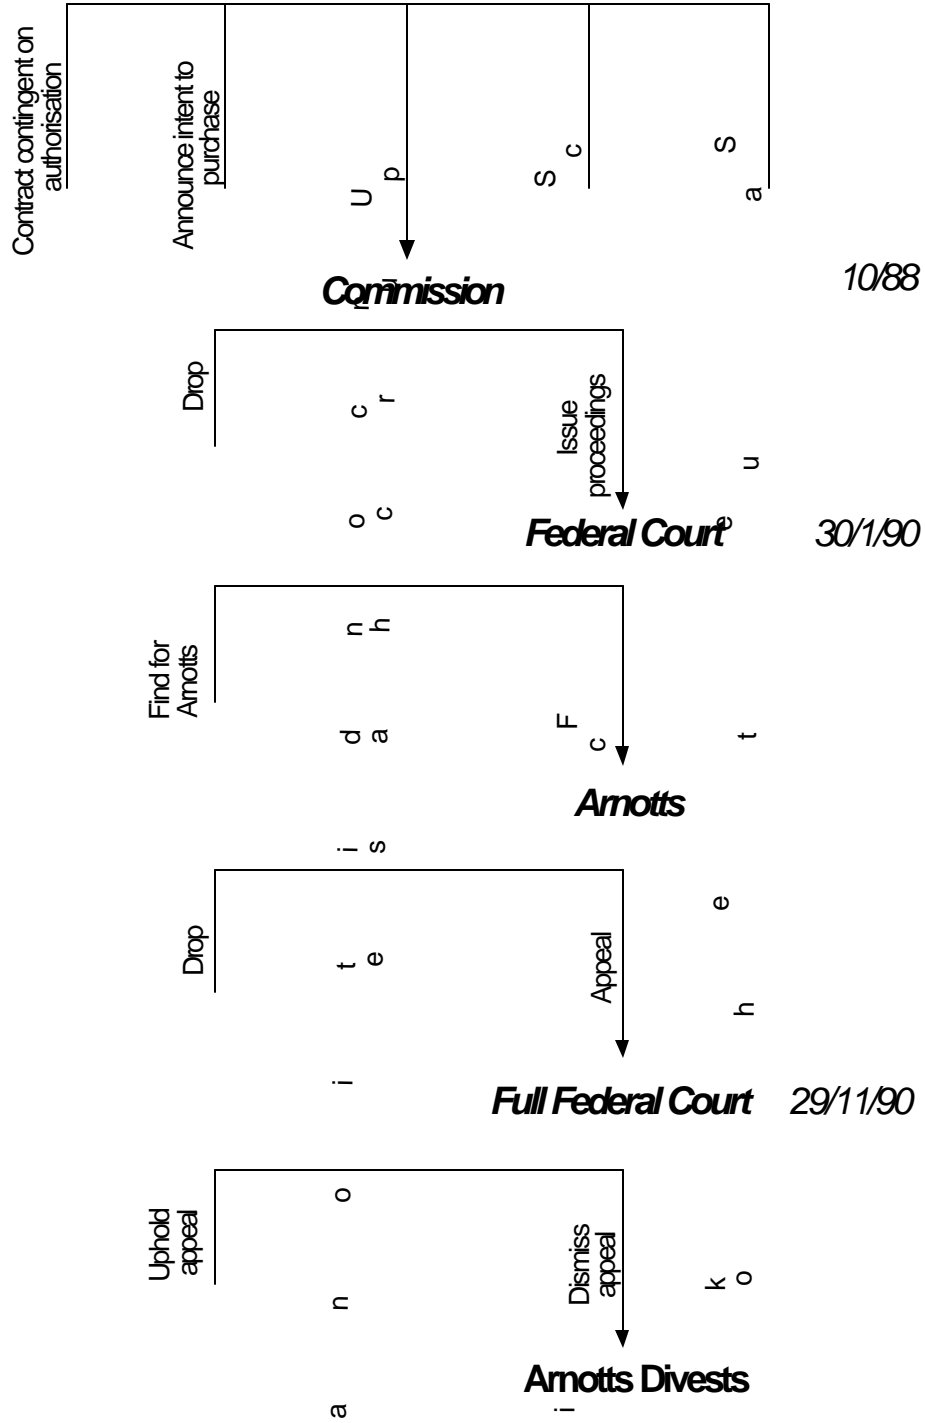 Contract contingent on
authorisation
Announce intent to
purchase
Commission
10/88
Drop
Issue
proceedings
Federal Court
30/1/90
Find for
Arnotts
Arnotts
Drop
Appeal
Full Federal Court
29/11/90
Uphold
appeal
Dismiss
appeal
Arnotts Divests